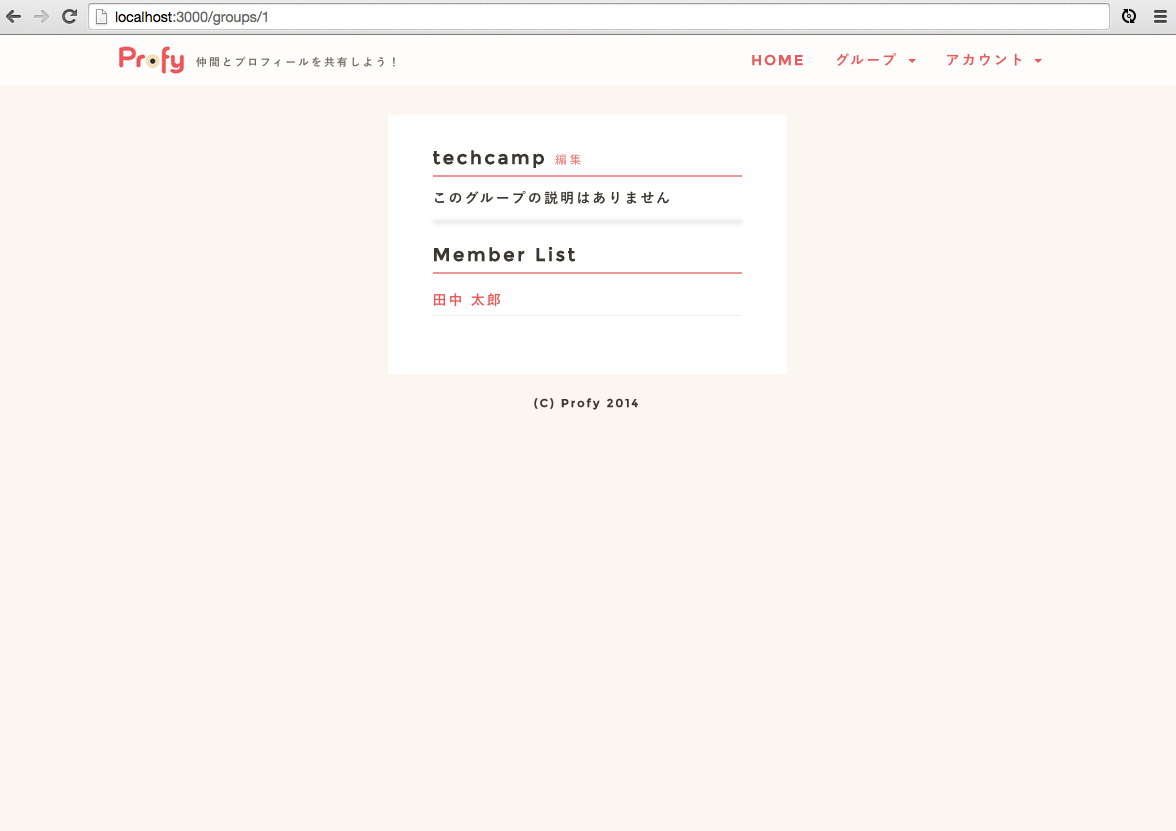 localhost:3000/groups/1
Profy 仲間とプロフィールを共有しよう！ HOME グループ アカウント
techcamp 編集
このグループの説明はありません
Member List
田中 太郎
(C) Profy 2014